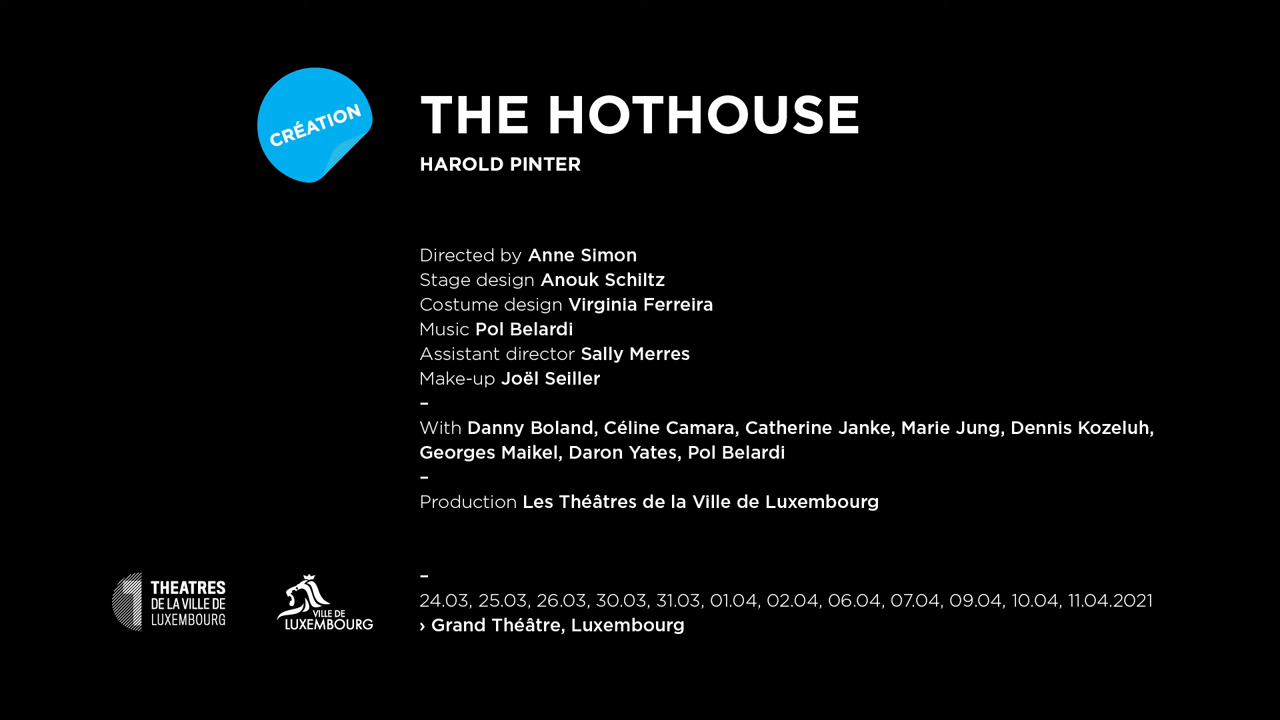 CRÉATION
THE HOTHOUSE
HAROLD PINTER
Directed by Anne Simon
Stage design Anouk Schiltz
Costume design Virginia Ferreira
Music Pol Belardi
Assistant director Sally Merres
Make-up Joël Seiller
–
With Danny Boland, Céline Camara, Catherine Janke, Marie Jung, Dennis Kozeluh,
Georges Maikel, Daron Yates, Pol Belardi
–
Production Les Théâtres de la Ville de Luxembourg
–
24.03, 25.03, 26.03, 30.03, 31.03, 01.04, 02.04, 06.04, 07.04, 09.04, 10.04, 11.04.2021
› Grand Théâtre, Luxembourg
THEATRES
DE LA VILLE DE
LUXEMBOURG
VILLE DE
LUXEMBOURG